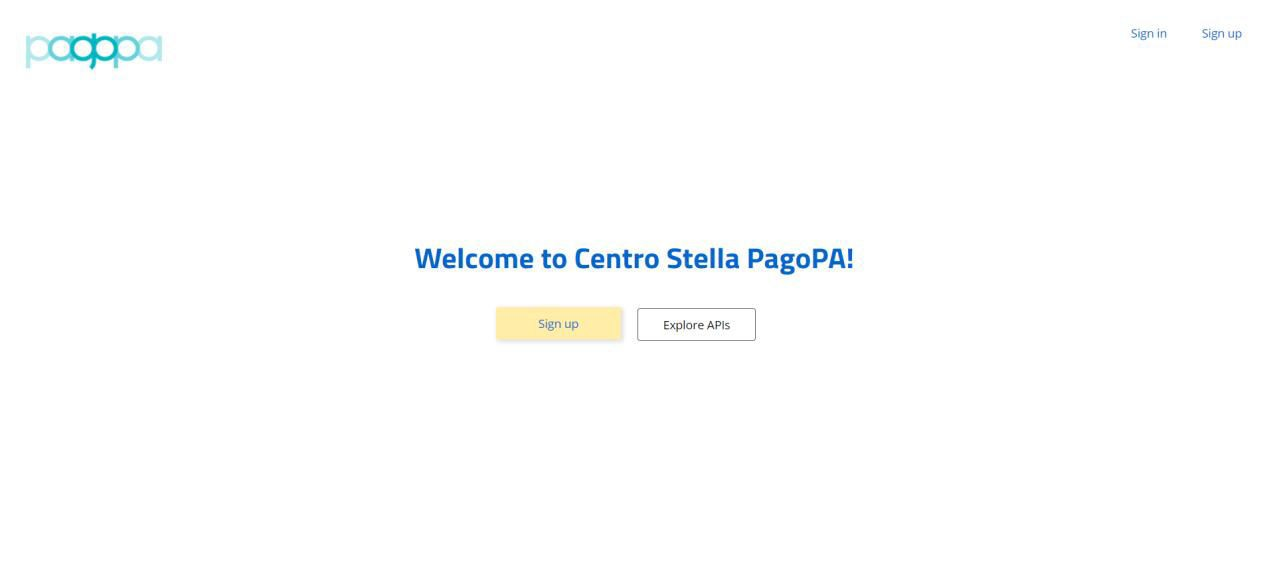 pagopa
Sign in
Sign up
Welcome to Centro Stella PagoPA!
Sign up
Explore APIs